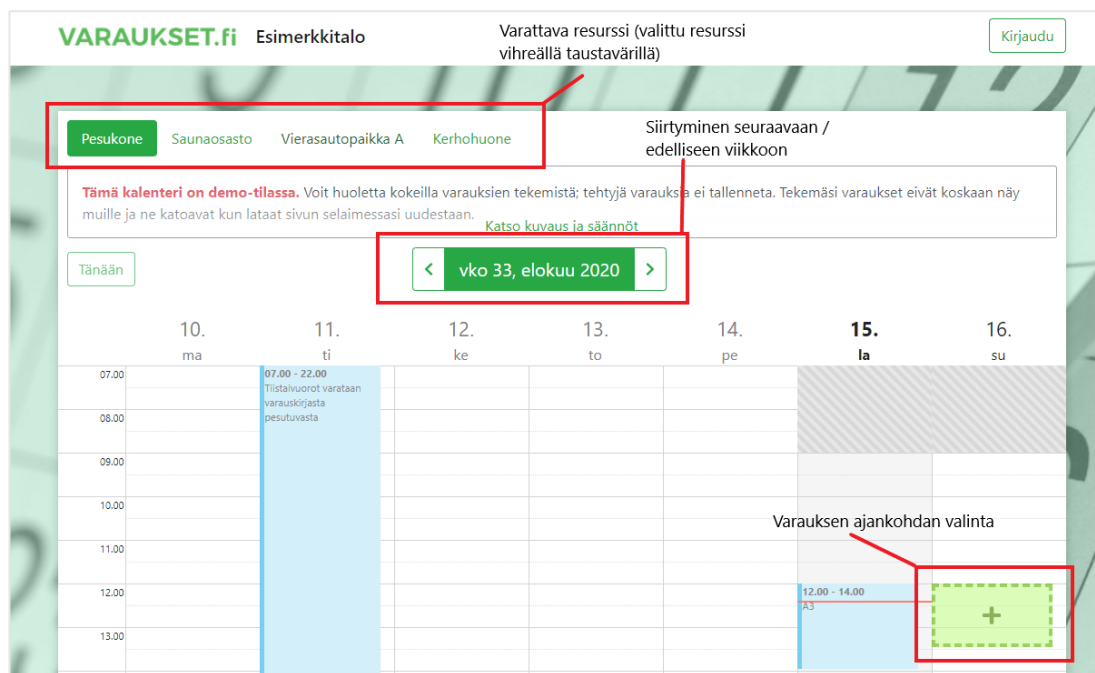 VARAUKSET.fi Esimerkkitalo
Varattava resurssi (valittu resurssi
vihreällä taustavärillä)
Kirjaudu
Pesukone Saunaosasto Vierasautopaikka A Kerhohuone
Siirtyminen seuraavaan /
edelliseen viikkoon
Tämä kalenteri on demo-tilassa. Voit huoletta kokeilla varauksien tekemistä; tehtyjä varauksia ei tallenneta. Tekemäsi varaukset eivät koskaan näy
muille ja ne katoavat kun lataat sivun selaimessasi uudestaan.
Katso kuvaus ja säännöt
Tänään
< vko 33, elokuu 2020 >
10. 11. 12. 13. 14. 15. 16.
ma ti ke to pe la su
07.00
07.00 - 22.00
Tiistaivuorot varataan
varauskirjasta
pesutuvasta
08.00
09.00
10.00
11.00
Varauksen ajankohdan valinta
12.00
12.00 - 14.00
A3
+
13.00